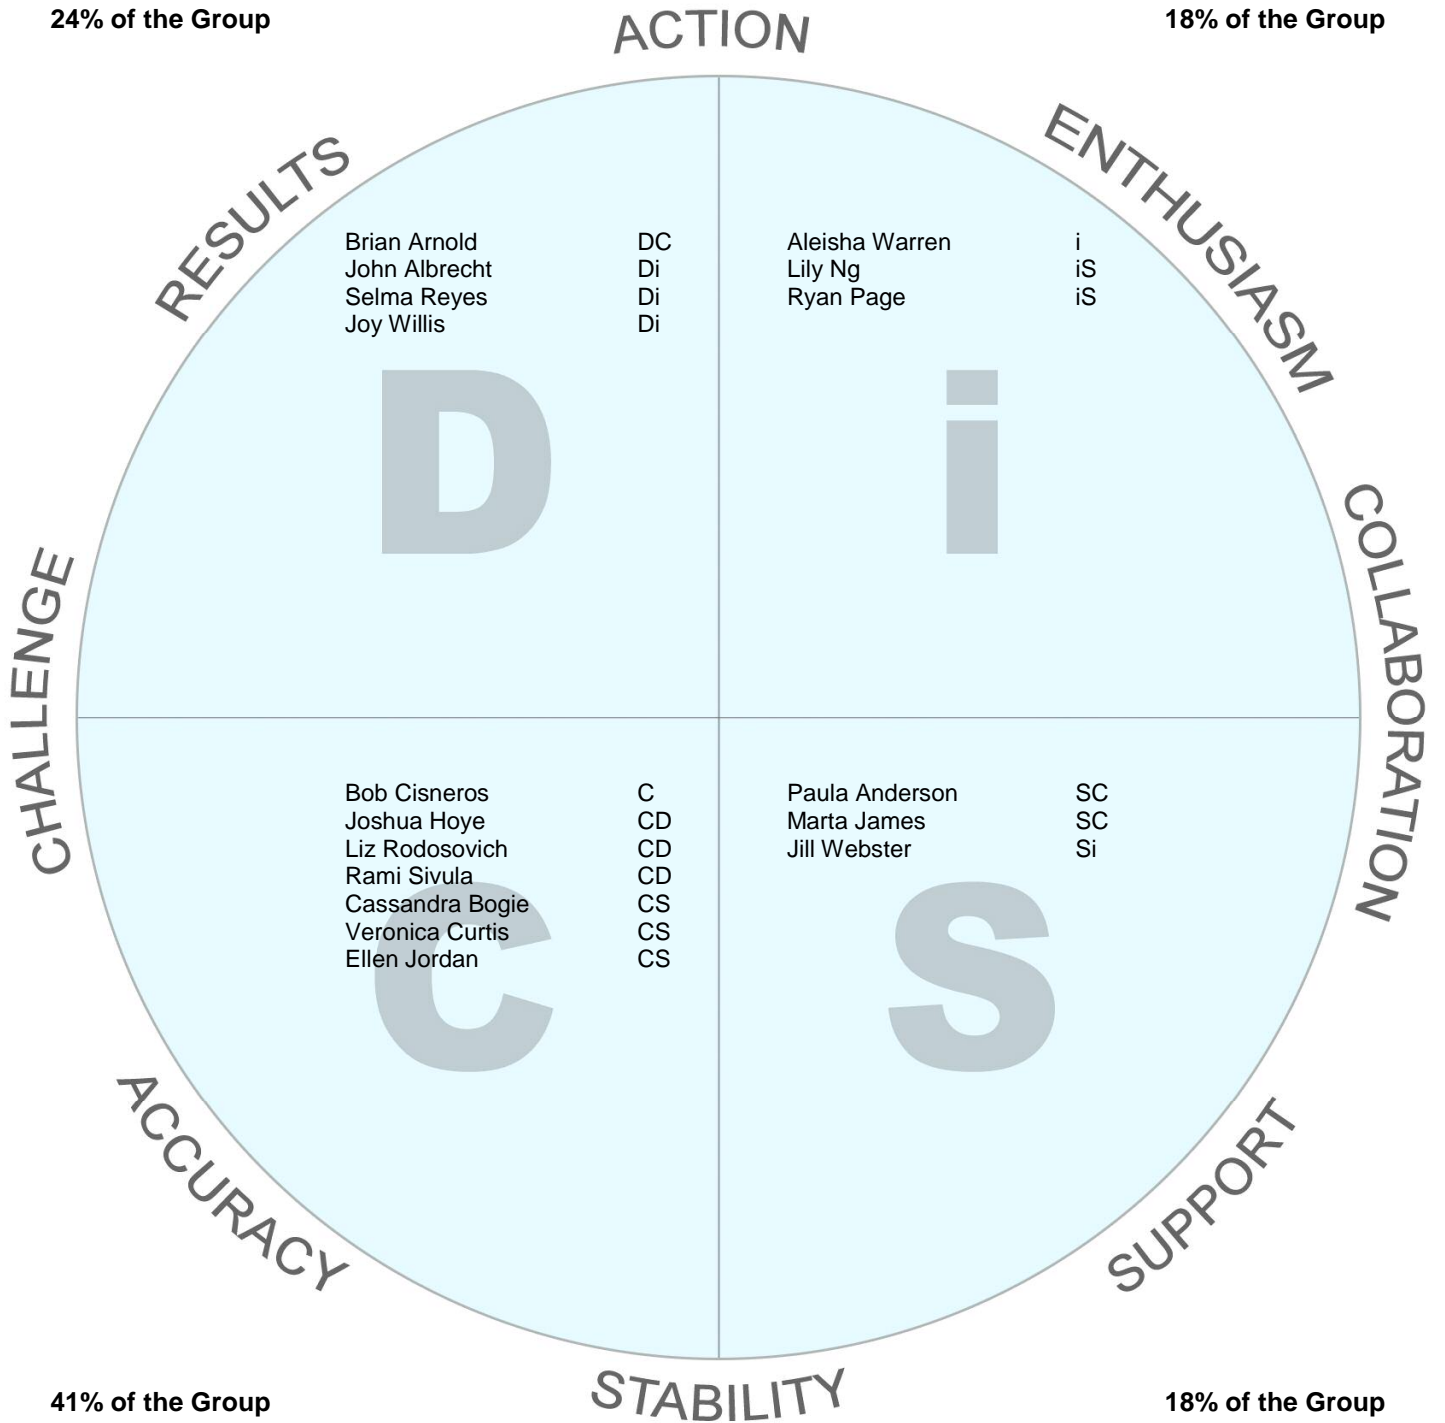 24% of the Group
ACTION
18% of the Group
RESULTS
ENTHUSIASM
Brian Arnold DC
John Albrecht Di
Selma Reyes Di
Joy Willis Di
Aleisha Warren i
Lily Ng iS
Ryan Page iS
D
i
CHALLENGE
COLLABORATION
Bob Cisneros C
Joshua Hoye CD
Liz Rodosovich CD
Rami Sivula CD
Cassandra Bogie CS
Veronica Curtis CS
Ellen Jordan CS
Paula Anderson SC
Marta James SC
Jill Webster Si
C
S
ACCURACY
SUPPORT
41% of the Group
STABILITY
18% of the Group